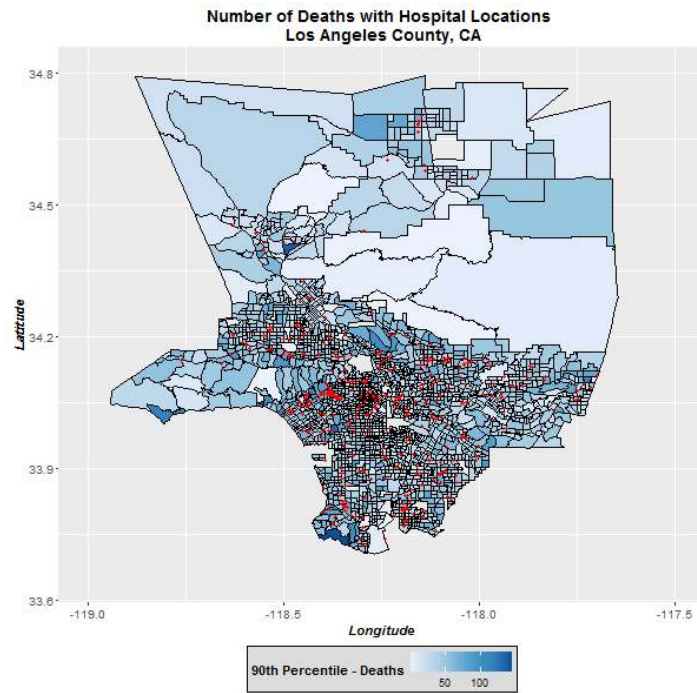 Number of Deaths with Hospital Locations
Los Angeles County, CA
34.8
34.5
34.2
33.9
33.6
Latitude
-119.0
-118.5
-118.0
-117.5
Longitude
90th Percentile - Deaths
50
100